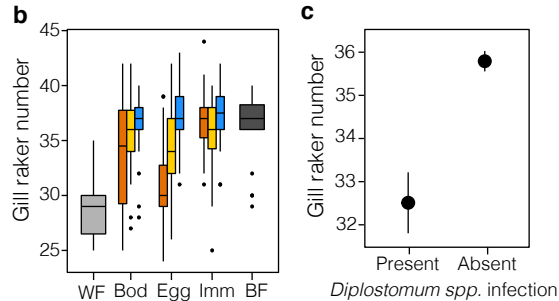 b
Gill raker number
45
40
35
30
25
WF Bod Egg Imm BF
c
Gill raker number
36
35
33
32
Present Absent
Diplostomum spp. infection